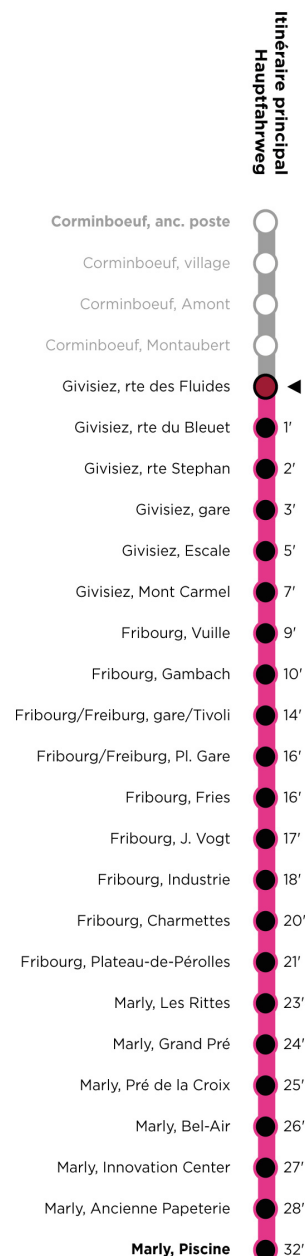 Itinéraire principal
Hauptfahrweg
Corminboeuf, anc. poste
Corminboeuf, village
Corminboeuf, Amont
Corminboeuf, Montaubert
Givisiez, rte des Fluides
Givisiez, rte du Bleuet 1'
Givisiez, rte Stephan 2'
Givisiez, gare 3'
Givisiez, Escale 5'
Givisiez, Mont Carmel 7'
Fribourg, Vuille 9'
Fribourg, Gambach 10'
Fribourg/Freiburg, gare/Tivoli 14'
Fribourg/Freiburg, Pl. Gare 16'
Fribourg, Fries 16'
Fribourg, J. Vogt 17'
Fribourg, Industrie 18'
Fribourg, Charmettes 20'
Fribourg, Plateau-de-Pérolles 21'
Marly, Les Rittes 23'
Marly, Grand Pré 24'
Marly, Pré de la Croix 25'
Marly, Bel-Air 26'
Marly, Innovation Center 27'
Marly, Ancienne Papeterie 28'
Marly, Piscine 32'